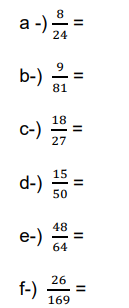 a -) 8/24 =
b-) 9/81 =
c-) 18/27 =
d-) 15/50 =
e-) 48/64 =
f-) 26/169 =